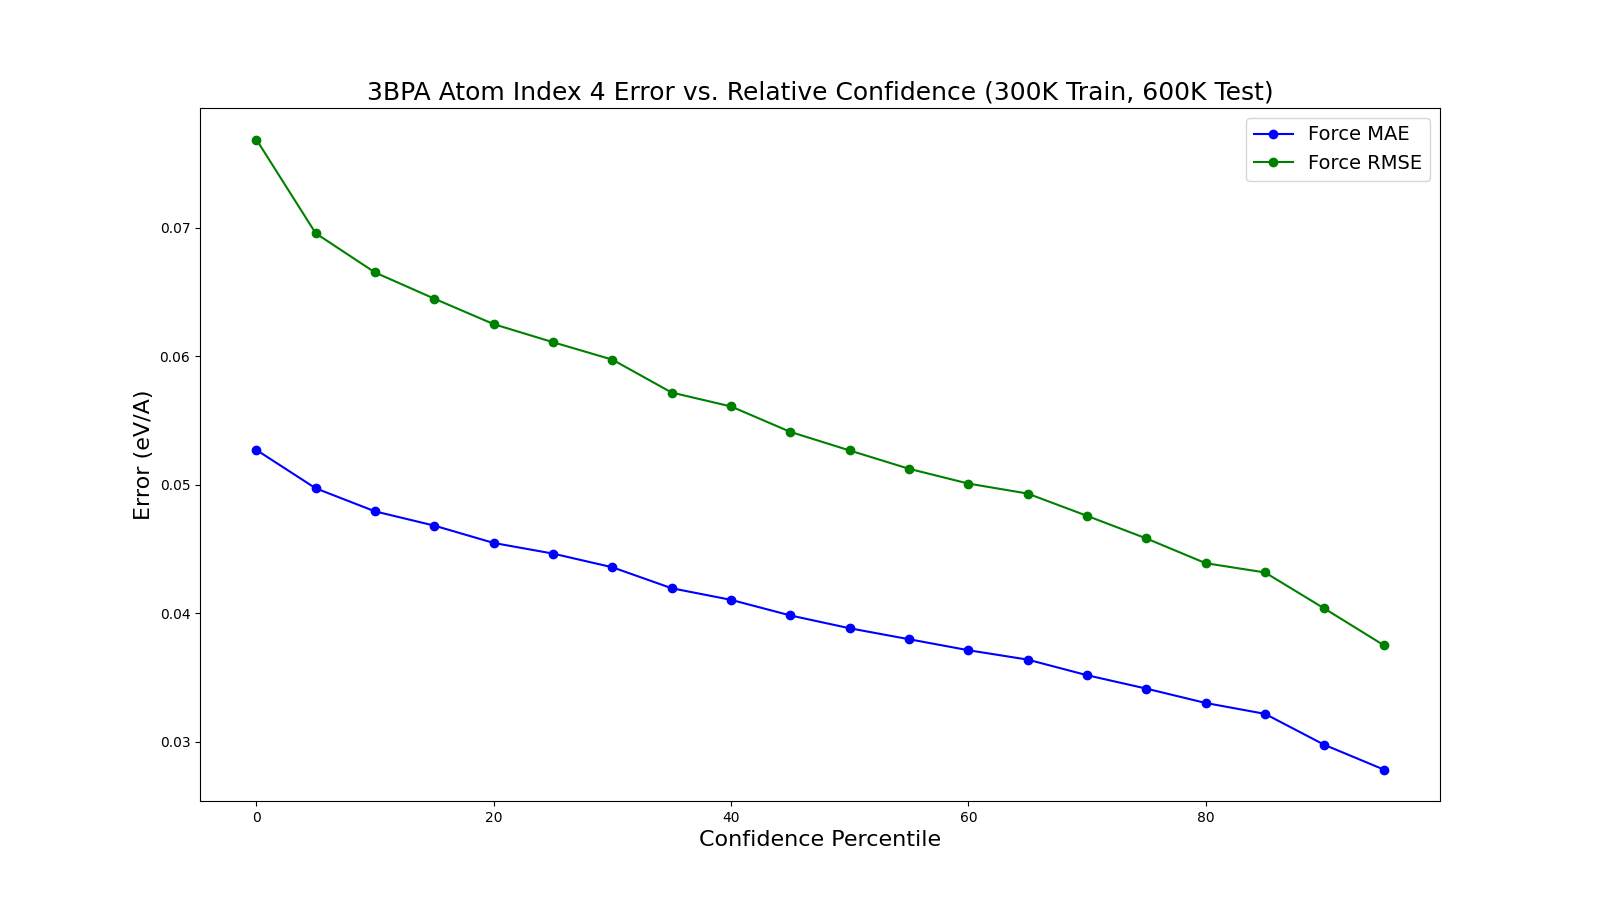 3BPA Atom Index 4 Error vs. Relative Confidence (300K Train, 600K Test)
Force MAE
Force RMSE
0.07
0.06
0.05
0.04
0.03
Error (eV/A)
0 20 40 60 80
Confidence Percentile